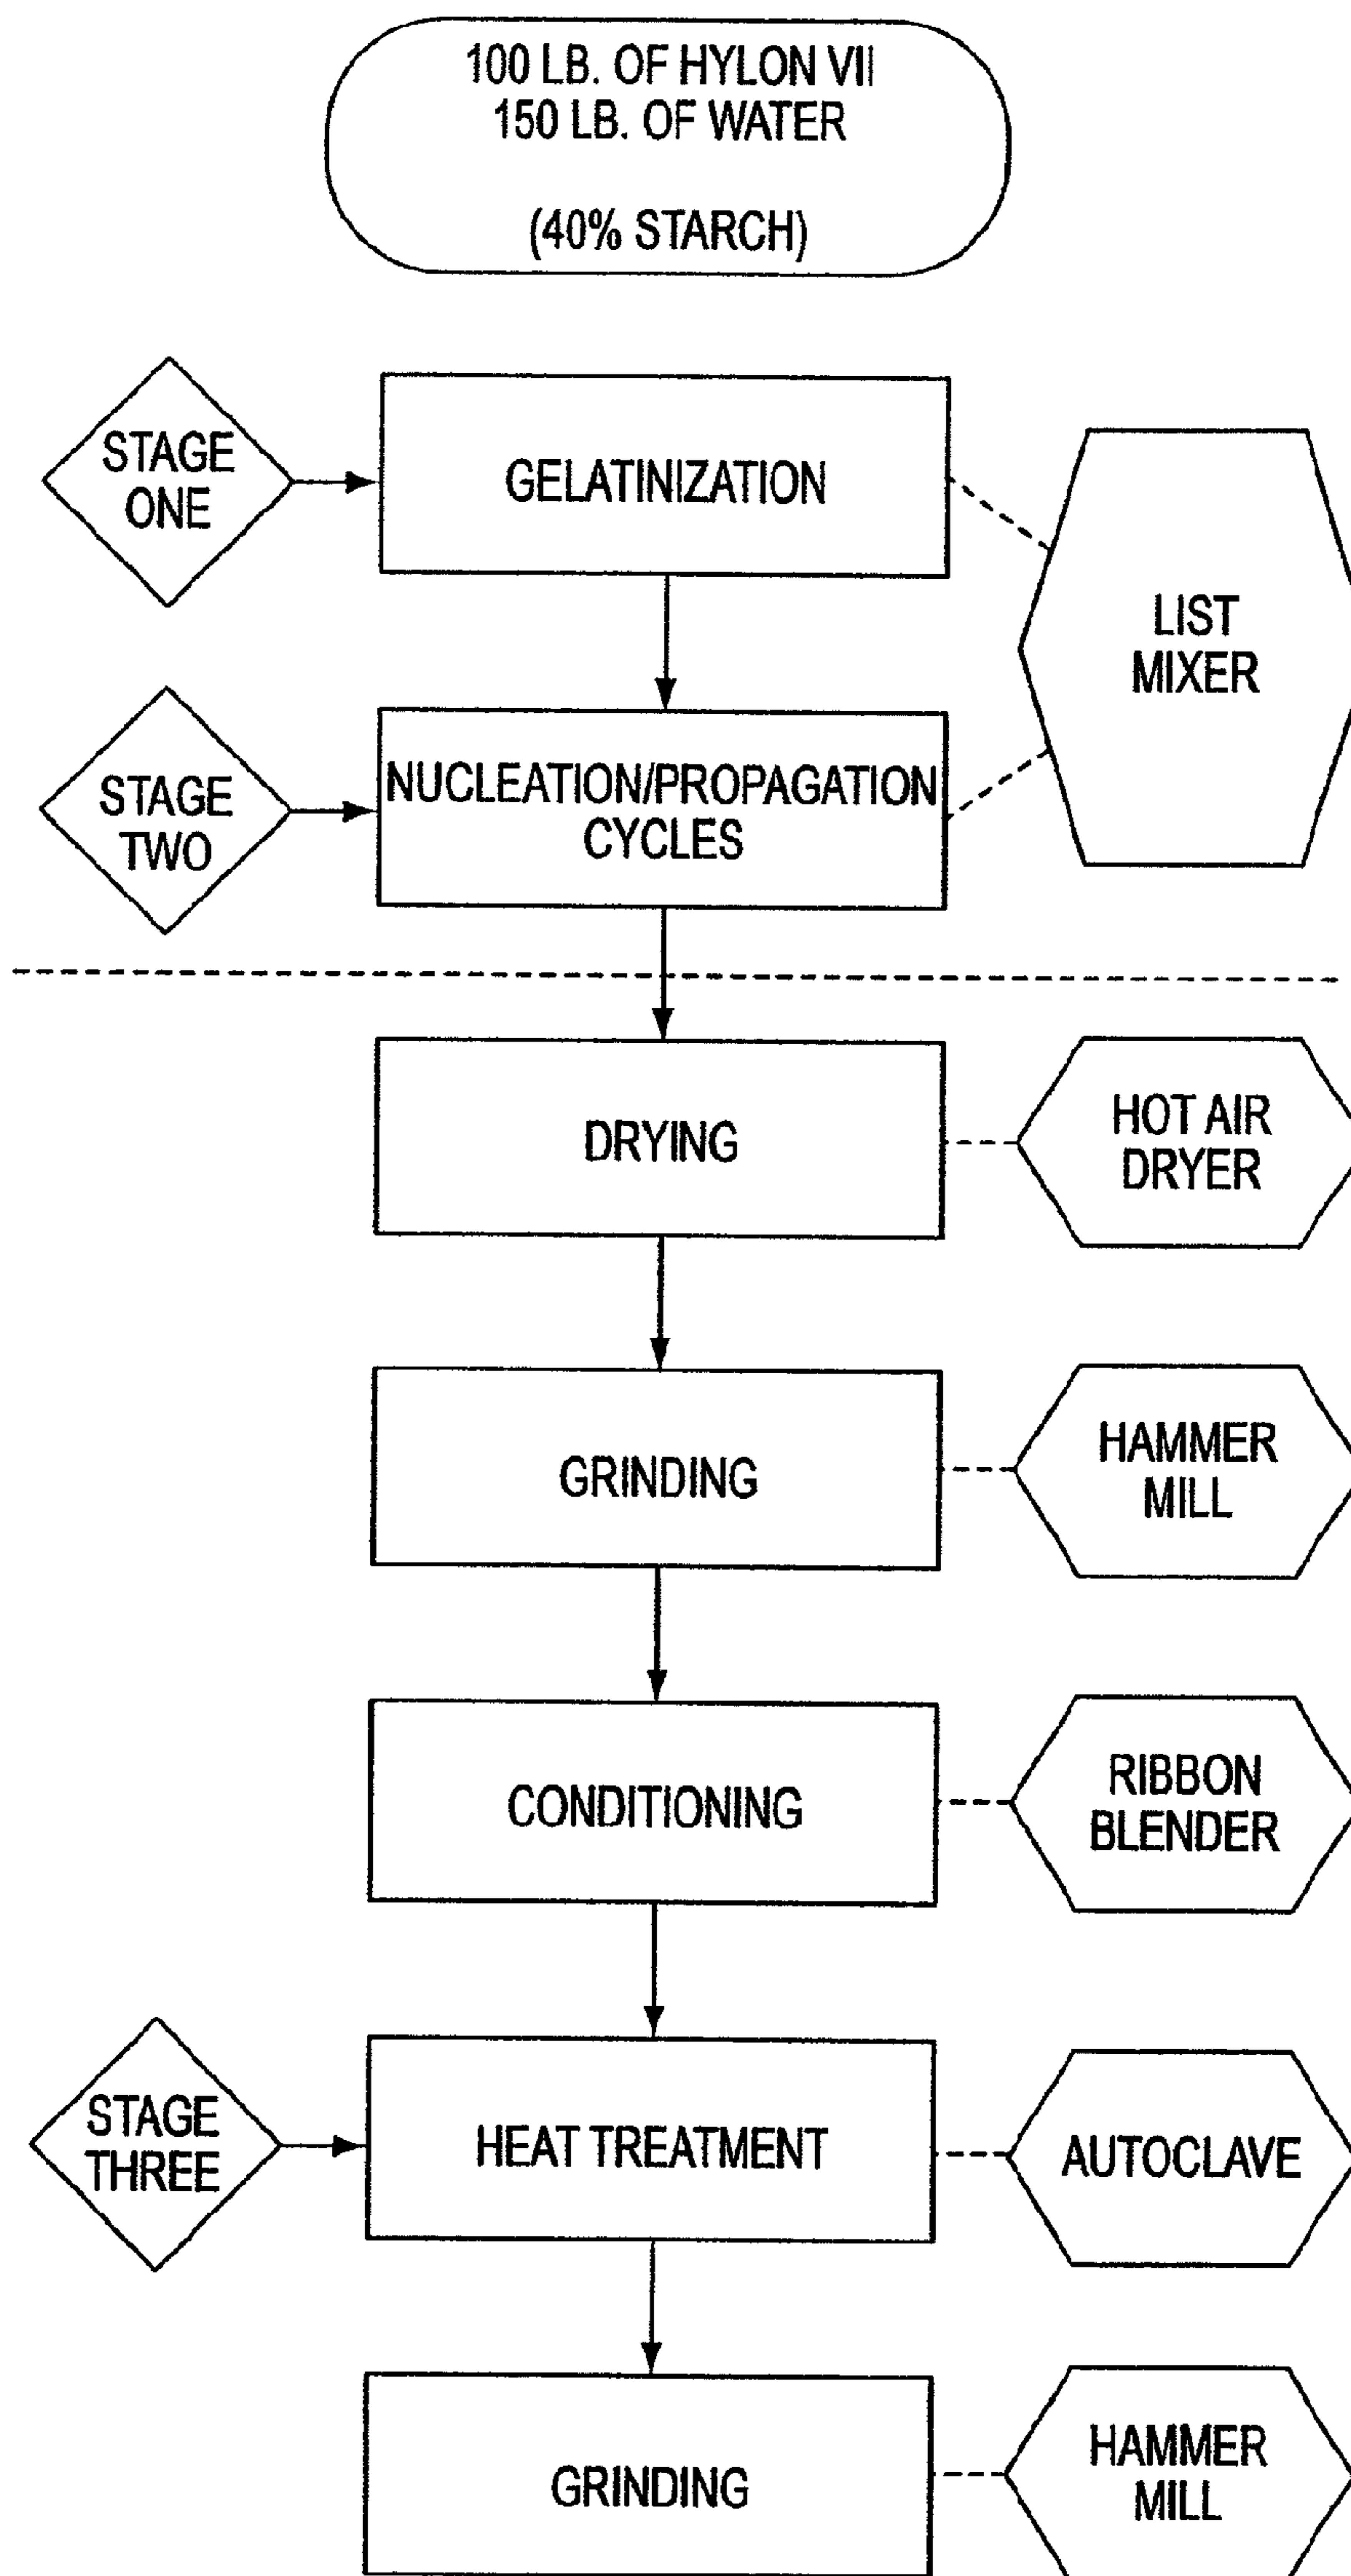 100 LB. OF HYLON VII
150 LB. OF WATER
(40% STARCH)
STAGE
ONE
GELATINIZATION
LIST
MIXER
STAGE
TWO
NUCLEATION/PROPAGATION
CYCLES
DRYING
HOT AIR
DRYER
GRINDING
HAMMER
MILL
CONDITIONING
RIBBON
BLENDER
STAGE
THREE
HEAT TREATMENT
AUTOCLAVE
GRINDING
HAMMER
MILL